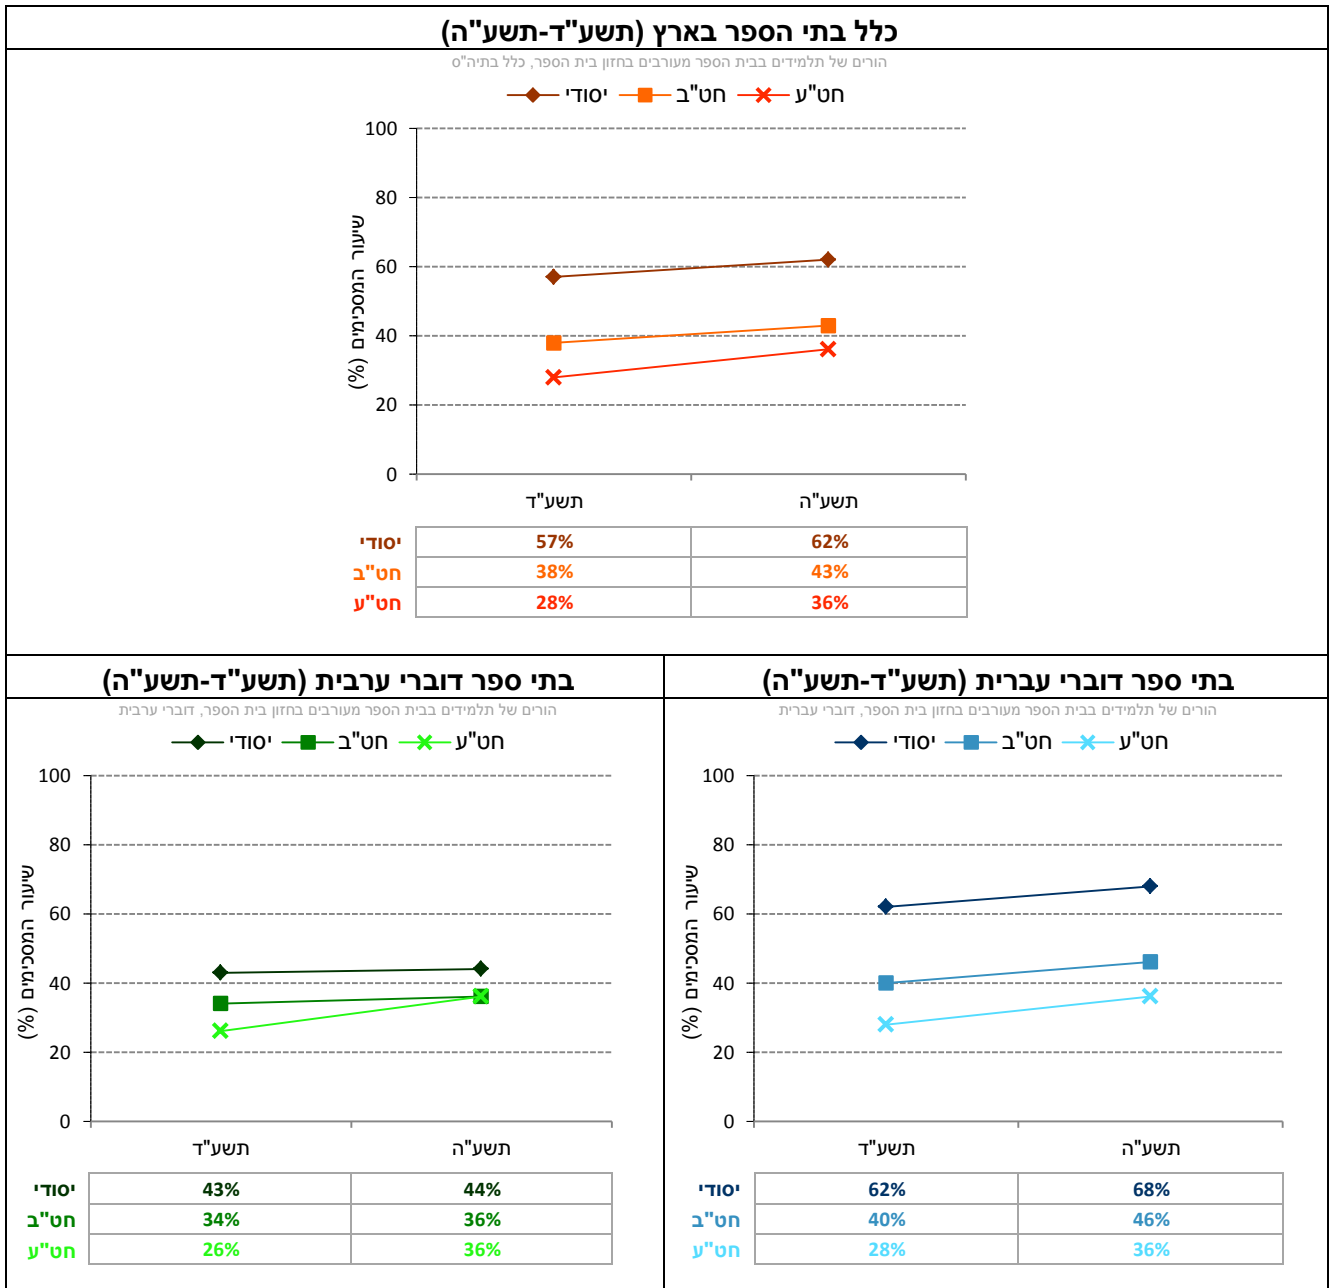 כלל בתי הספר בארץ (תשע"ד-תשע"ה)
הורים של תלמידים בבית הספר מעורבים בחזון בית הספר, כלל בתיה"ס
יסודי חט"ב חט"ע
שיעור המסכימים (%)
100
80
60
40
20
0
תשע"ד תשע"ה
יסודי 57% 62%
חט"ב 38% 43%
חט"ע 28% 36%
בתי ספר דוברי עברית (תשע"ד-תשע"ה)
הורים של תלמידים בבית הספר מעורבים בחזון בית הספר, דוברי עברית
יסודי חט"ב חט"ע
שיעור המסכימים (%)
100
80
60
40
20
0
תשע"ד תשע"ה
יסודי 62% 68%
חט"ב 40% 46%
חט"ע 28% 36%
בתי ספר דוברי ערבית (תשע"ד-תשע"ה)
הורים של תלמידים בבית הספר מעורבים בחזון בית הספר, דוברי ערבית
יסודי חט"ב חט"ע
שיעור המסכימים (%)
100
80
60
40
20
0
תשע"ד תשע"ה
יסודי 43% 44%
חט"ב 34% 36%
חט"ע 26% 36%